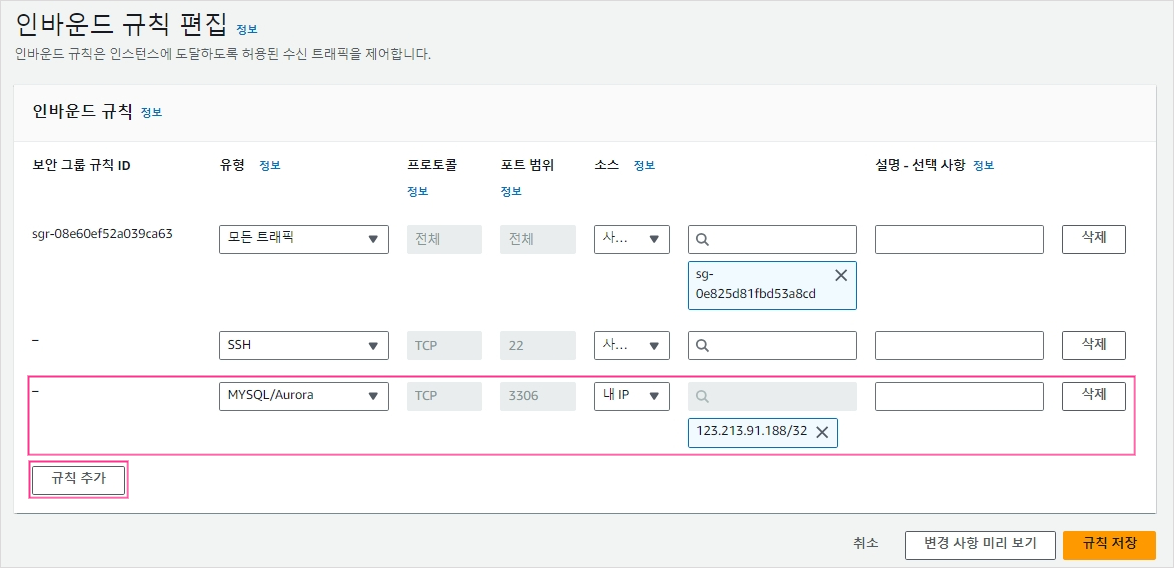 인바운드 규칙 편집 정보
인바운드 규칙은 인스턴스에 도달하도록 허용된 수신 트래픽을 제어합니다.
인바운드 규칙 정보
보안 그룹 규칙 ID 유형 정보 프로토콜 포트 범위 소스 정보 설명 - 선택 사항 정보
정보 정보
sgr-08e60ef52a039ca63 모든 트래픽 전체 전체 사... 삭제
sg-
0e825d81fbd53a8cd
– SSH TCP 22 사... 삭제
– MYSQL/Aurora TCP 3306 내 IP 삭제
123.213.91.188/32
규칙 추가
취소 변경 사항 미리 보기 규칙 저장